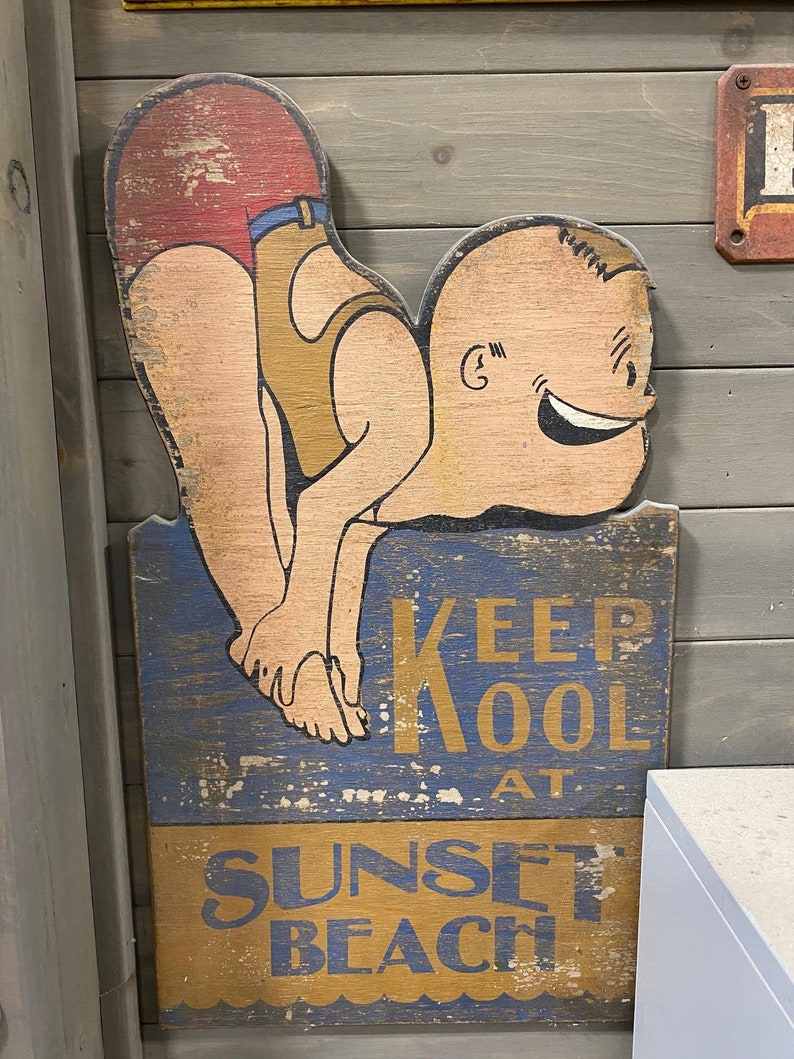 KEEP
KOOL
AT
SUNSET
BEACH